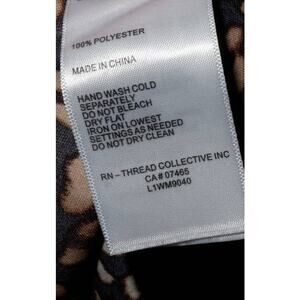 100% POLYESTER
MADE IN CHINA
HAND WASH COLD
SEPARATELY
DO NOT BLEACH
DRY FLAT
IRON ON LOWEST
SETTINGS AS NEEDED
DO NOT DRY CLEAN
RN – THREAD COLLECTIVE INC
CA# 07465
L1WM9040